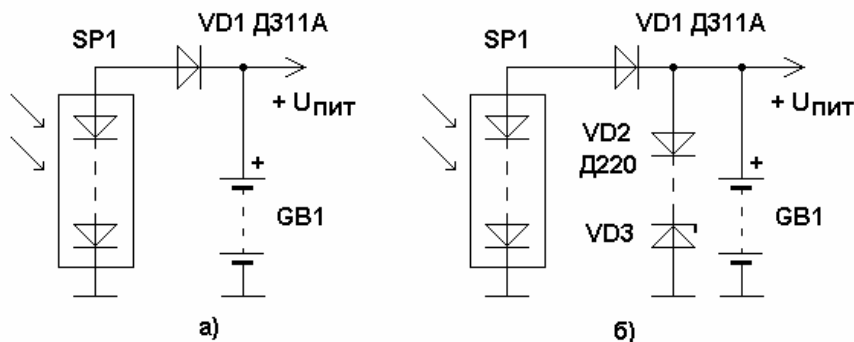 SP1
VD1 Д311А
+ Uпит
+
GB1
а)
SP1
VD1 Д311А
+ Uпит
VD2
Д220
VD3
+
GB1
б)